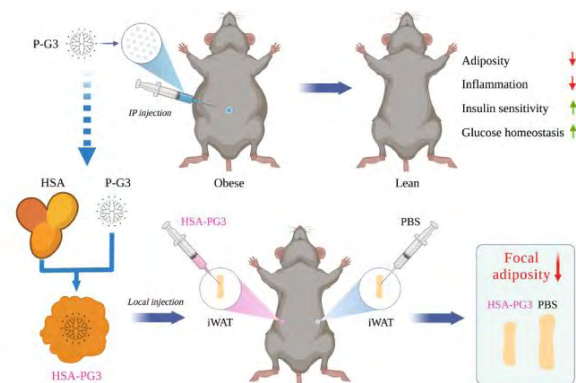 P-G3
IP injection
Obese
Lean
Adiposity
Inflammation
Insulin sensitivity
Glucose homeostasis
HSA
P-G3
HSA-PG3
Local injection
HSA-PG3
PBS
iWAT
iWAT
Focal
adiposity
HSA-PG3 PBS